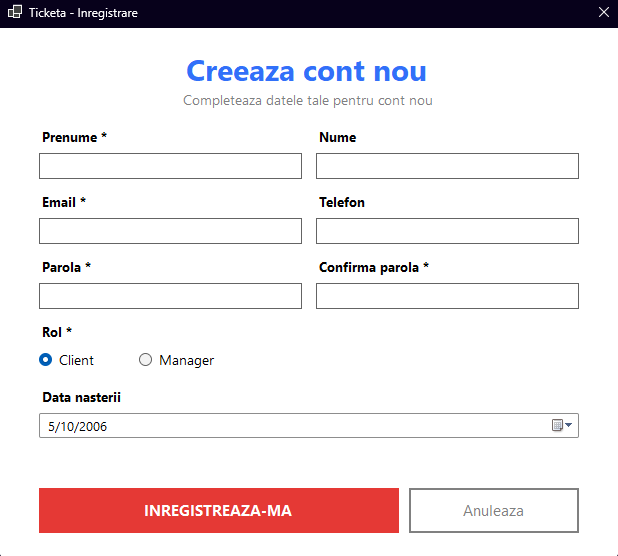 Ticketa - Inregistrare
Creeaza cont nou
Completeaza datele tale pentru cont nou
Prenume * Nume
Email * Telefon
Parola * Confirma parola *
Rol *
Client Manager
Data nasterii
5/10/2006
INREGISTREAZA-MA Anuleaza